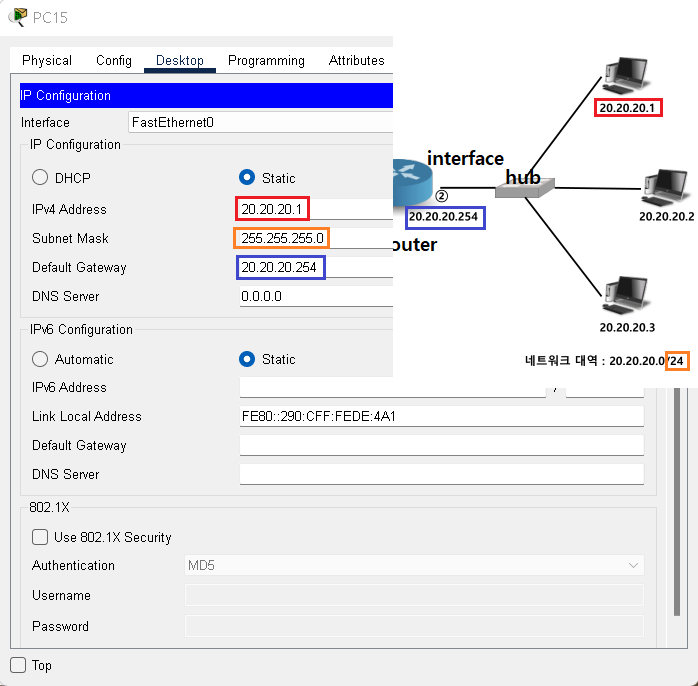 PC15
Physical Config Desktop Programming Attributes
IP Configuration
Interface FastEthernet0
IP Configuration
DHCP Static
IPv4 Address 20.20.20.1
Subnet Mask 255.255.255.0
Default Gateway 20.20.20.254
DNS Server 0.0.0.0
IPv6 Configuration
Automatic Static
IPv6 Address /
Link Local Address FE80::290:CFF:FEDE:4A1
Default Gateway
DNS Server
802.1X
Use 802.1X Security
Authentication MD5
Username
Password
Top
20.20.20.1
interface
hub
②
20.20.20.254
outer
20.20.20.2
20.20.20.3
네트워크 대역 : 20.20.20.0/24